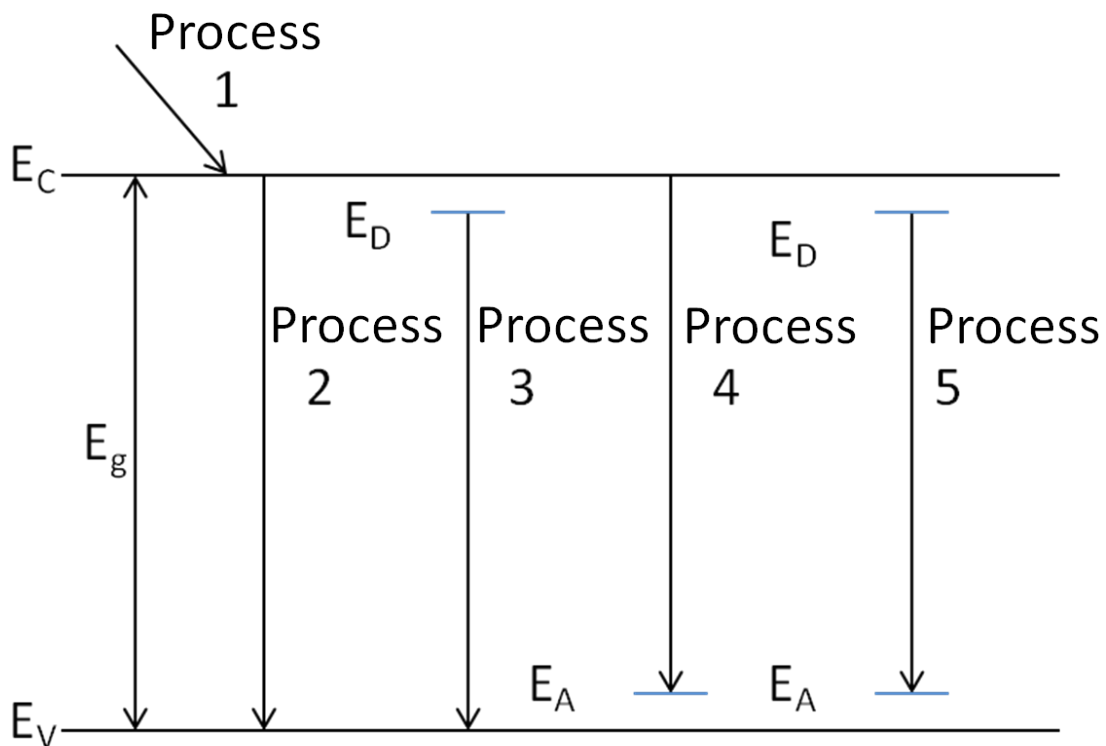 Process
1
E_C
E_D
E_D
Process
2
Process
3
Process
4
Process
5
E_g
E_A
E_A
E_V